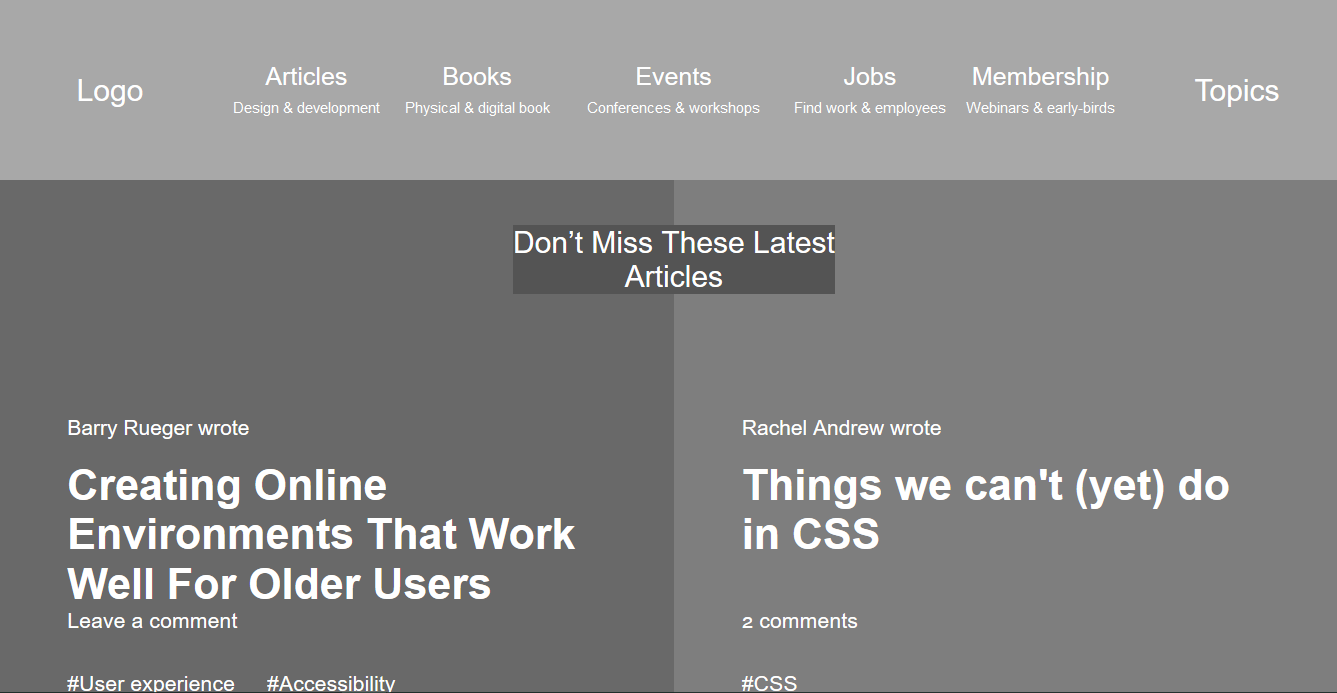 Logo
Articles
Design & development
Books
Physical & digital book
Events
Conferences & workshops
Jobs
Find work & employees
Membership
Webinars & early-birds
Topics
Don’t Miss These Latest
Articles
Barry Rueger wrote
Creating Online
Environments That Work
Well For Older Users
Leave a comment
#User experience #Accessibility
Rachel Andrew wrote
Things we can't (yet) do
in CSS
2 comments
#CSS